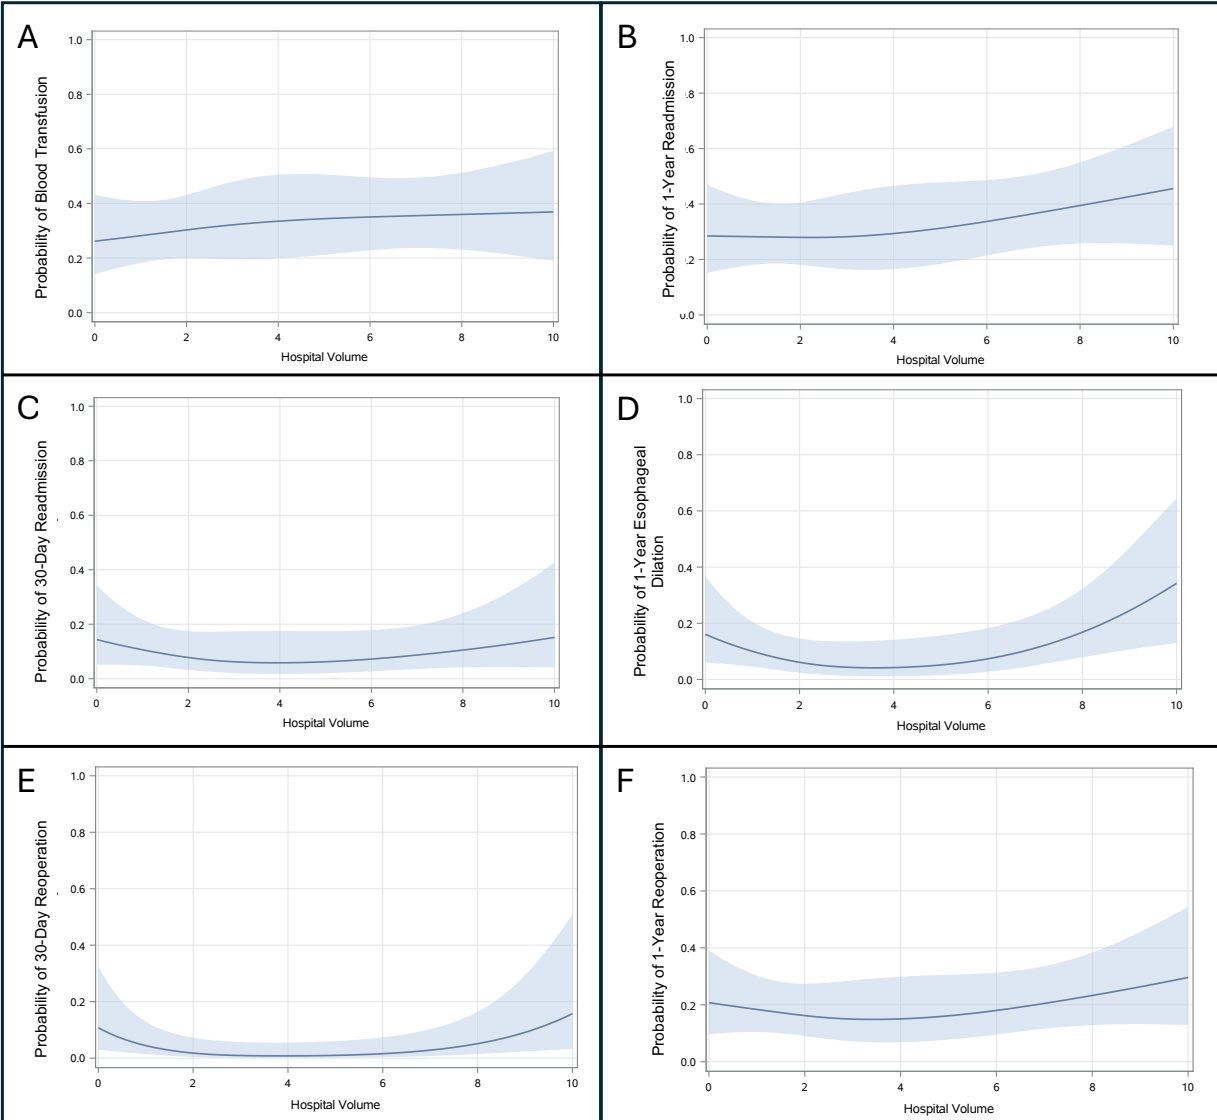 A
Probability of Blood Transfusion
1.0
0.8
0.6
0.4
0.2
0.0
0 2 4 6 8 10
Hospital Volume
B
Probability of 1-Year Readmission
1.0
.8
.6
.4
.2
0.0
0 2 4 6 8 10
Hospital Volume
C
Probability of 30-Day Readmission
1.0
0.8
0.6
0.4
0.2
0.0
0 2 4 6 8 10
Hospital Volume
D
Probability of 1-Year Esophageal
Dilation
1.0
0.8
0.6
0.4
0.2
0.0
0 2 4 6 8 10
Hospital Volume
E
Probability of 30-Day Reoperation
1.0
0.8
0.6
0.4
0.2
0.0
0 2 4 6 8 10
Hospital Volume
F
Probability of 1-Year Reoperation
1.0
0.8
0.6
0.4
0.2
0.0
0 2 4 6 8 10
Hospital Volume